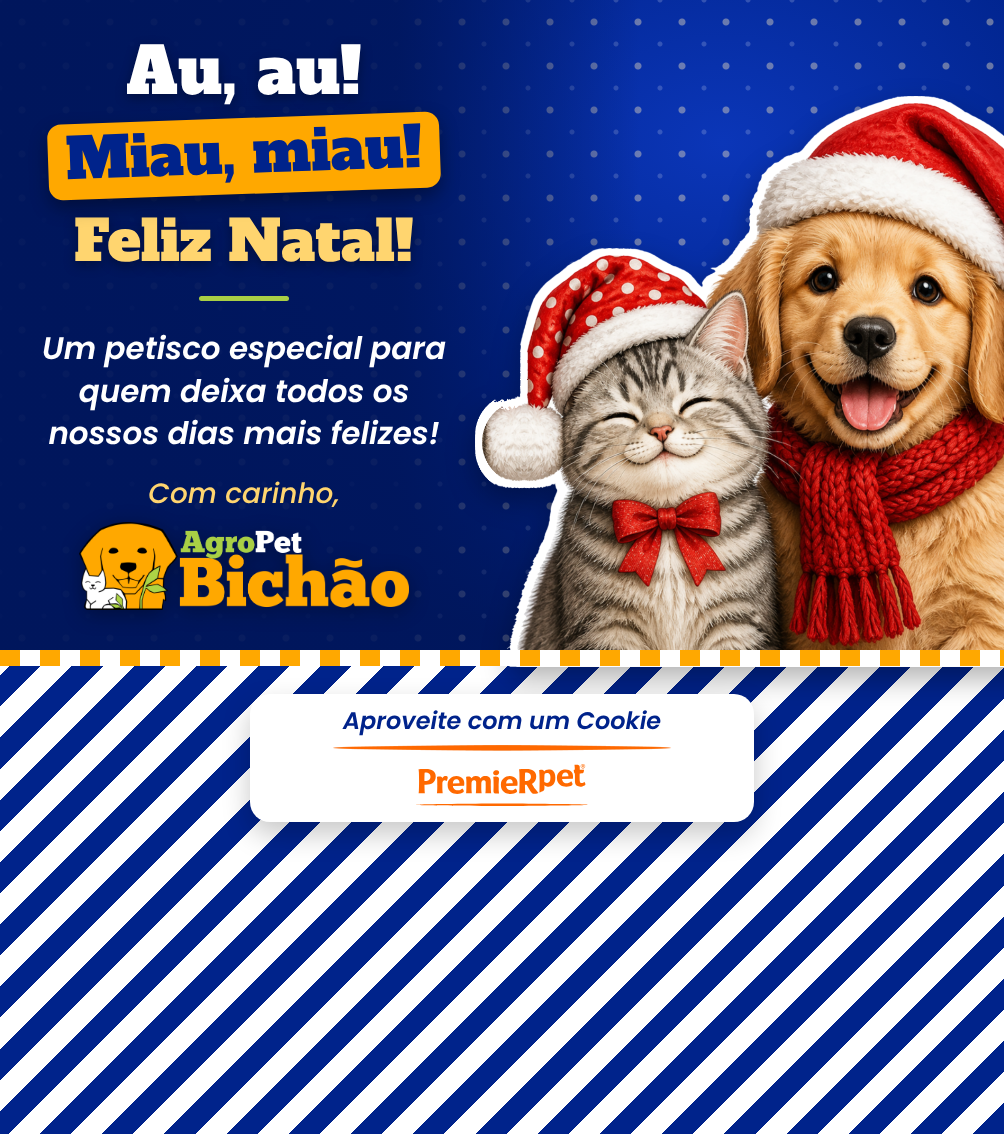 Au, au!
Miau, miau!
Feliz Natal!
Um petisco especial para
quem deixa todos os
nossos dias mais felizes!
Com carinho,
AgroPet
Bichão
Aproveite com um Cookie
PremieRpet®